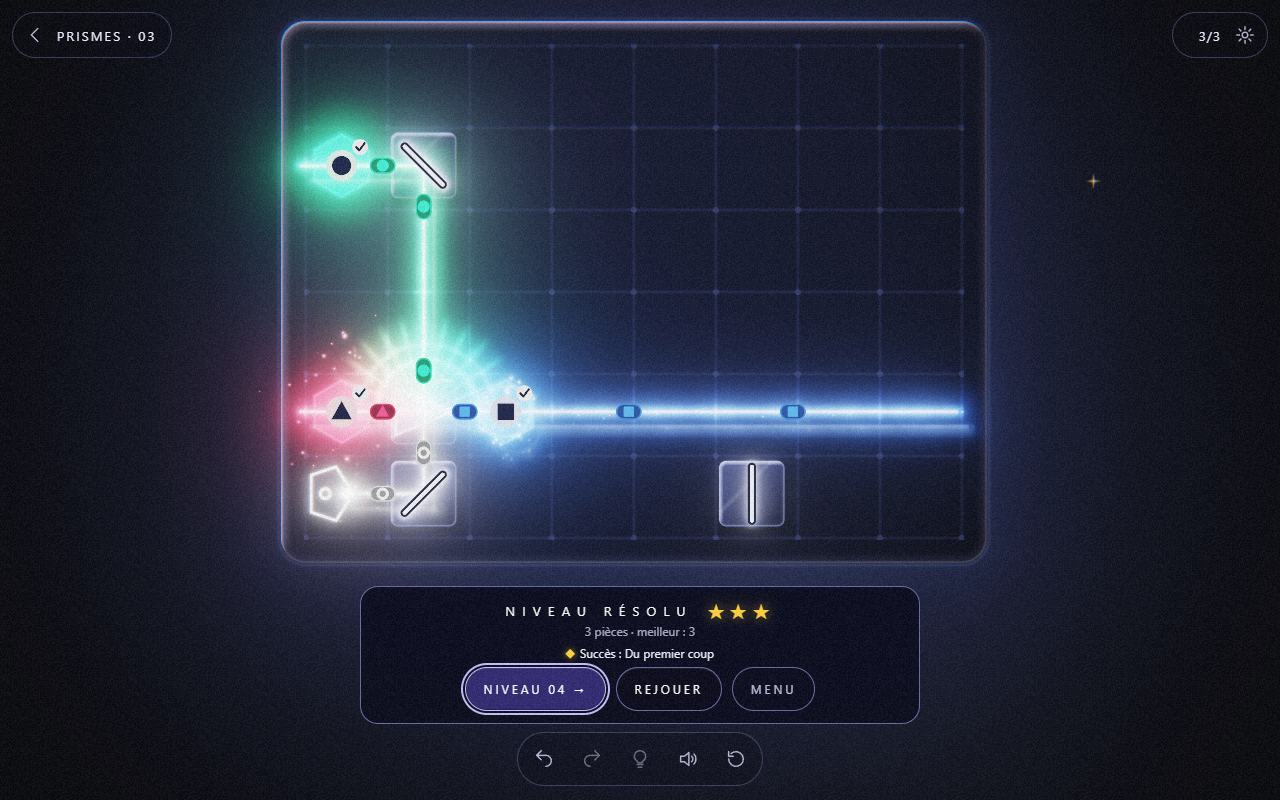 PRISMES · 03
3/3
NIVEAU RÉSOLU ★★★
3 pièces · meilleur : 3
Succès : Du premier coup
NIVEAU 04 → REJOUER MENU